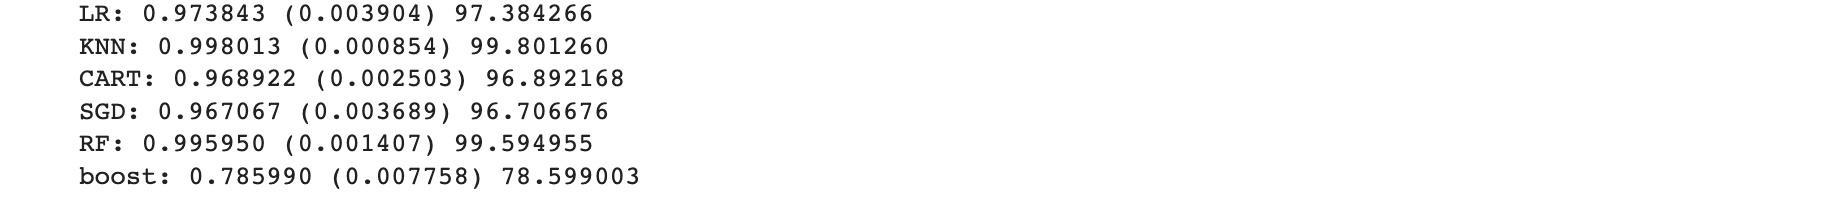 LR: 0.973843 (0.003904) 97.384266
KNN: 0.998013 (0.000854) 99.801260
CART: 0.968922 (0.002503) 96.892168
SGD: 0.967067 (0.003689) 96.706676
RF: 0.995950 (0.001407) 99.594955
boost: 0.785990 (0.007758) 78.599003